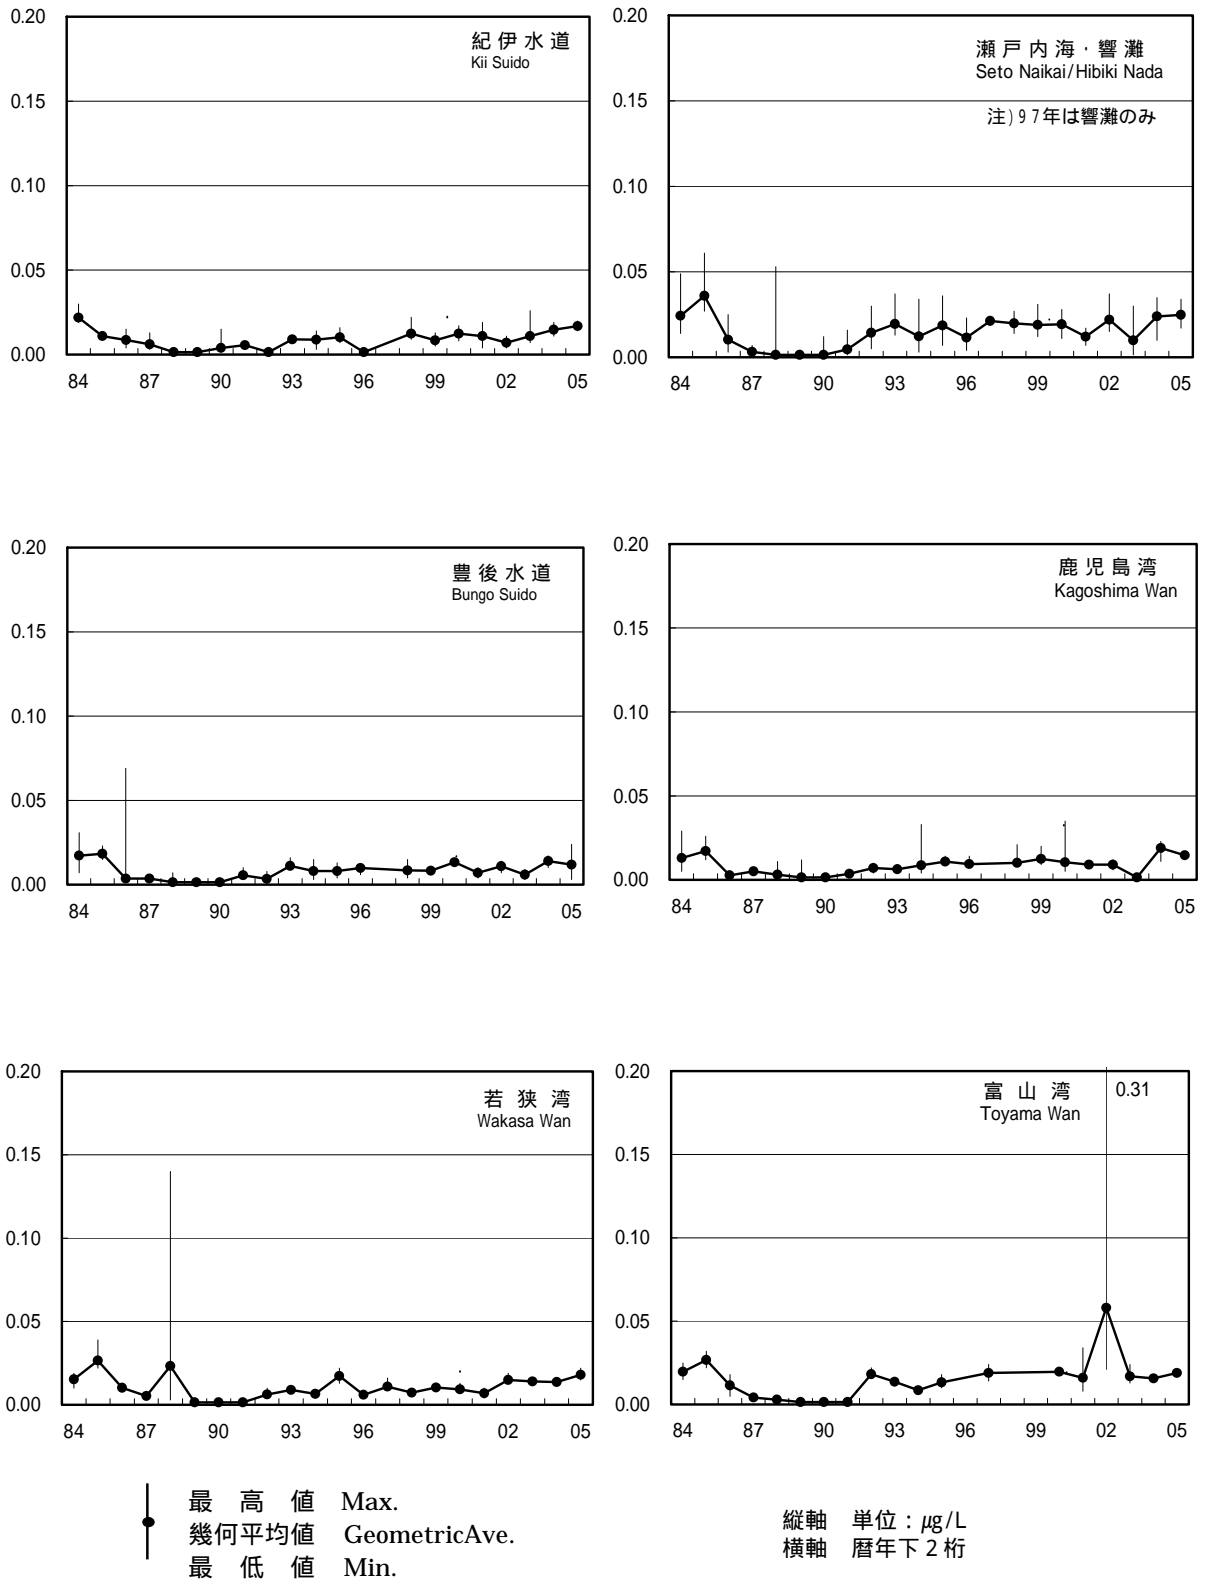 0.20
0.15
0.10
0.05
0.00
紀伊水道
Kii Suido
84 87 90 93 96 99 02 05
0.20
0.15
0.10
0.05
0.00
瀬戸内海・響灘
Seto Naikai/Hibiki Nada
注)97年は響灘のみ
84 87 90 93 96 99 02 05
0.20
0.15
0.10
0.05
0.00
豊後水道
Bungo Suido
84 87 90 93 96 99 02 05
0.20
0.15
0.10
0.05
0.00
鹿児島湾
Kagoshima Wan
84 87 90 93 96 99 02 05
0.20
0.15
0.10
0.05
0.00
若狭湾
Wakasa Wan
84 87 90 93 96 99 02 05
0.20
0.15
0.10
0.05
0.00
富山湾 0.31
Toyama Wan
84 87 90 93 96 99 02 05
最高値 Max.
幾何平均値 GeometricAve.
最低値 Min.
縦軸 単位：μg/L
横軸 暦年下2桁